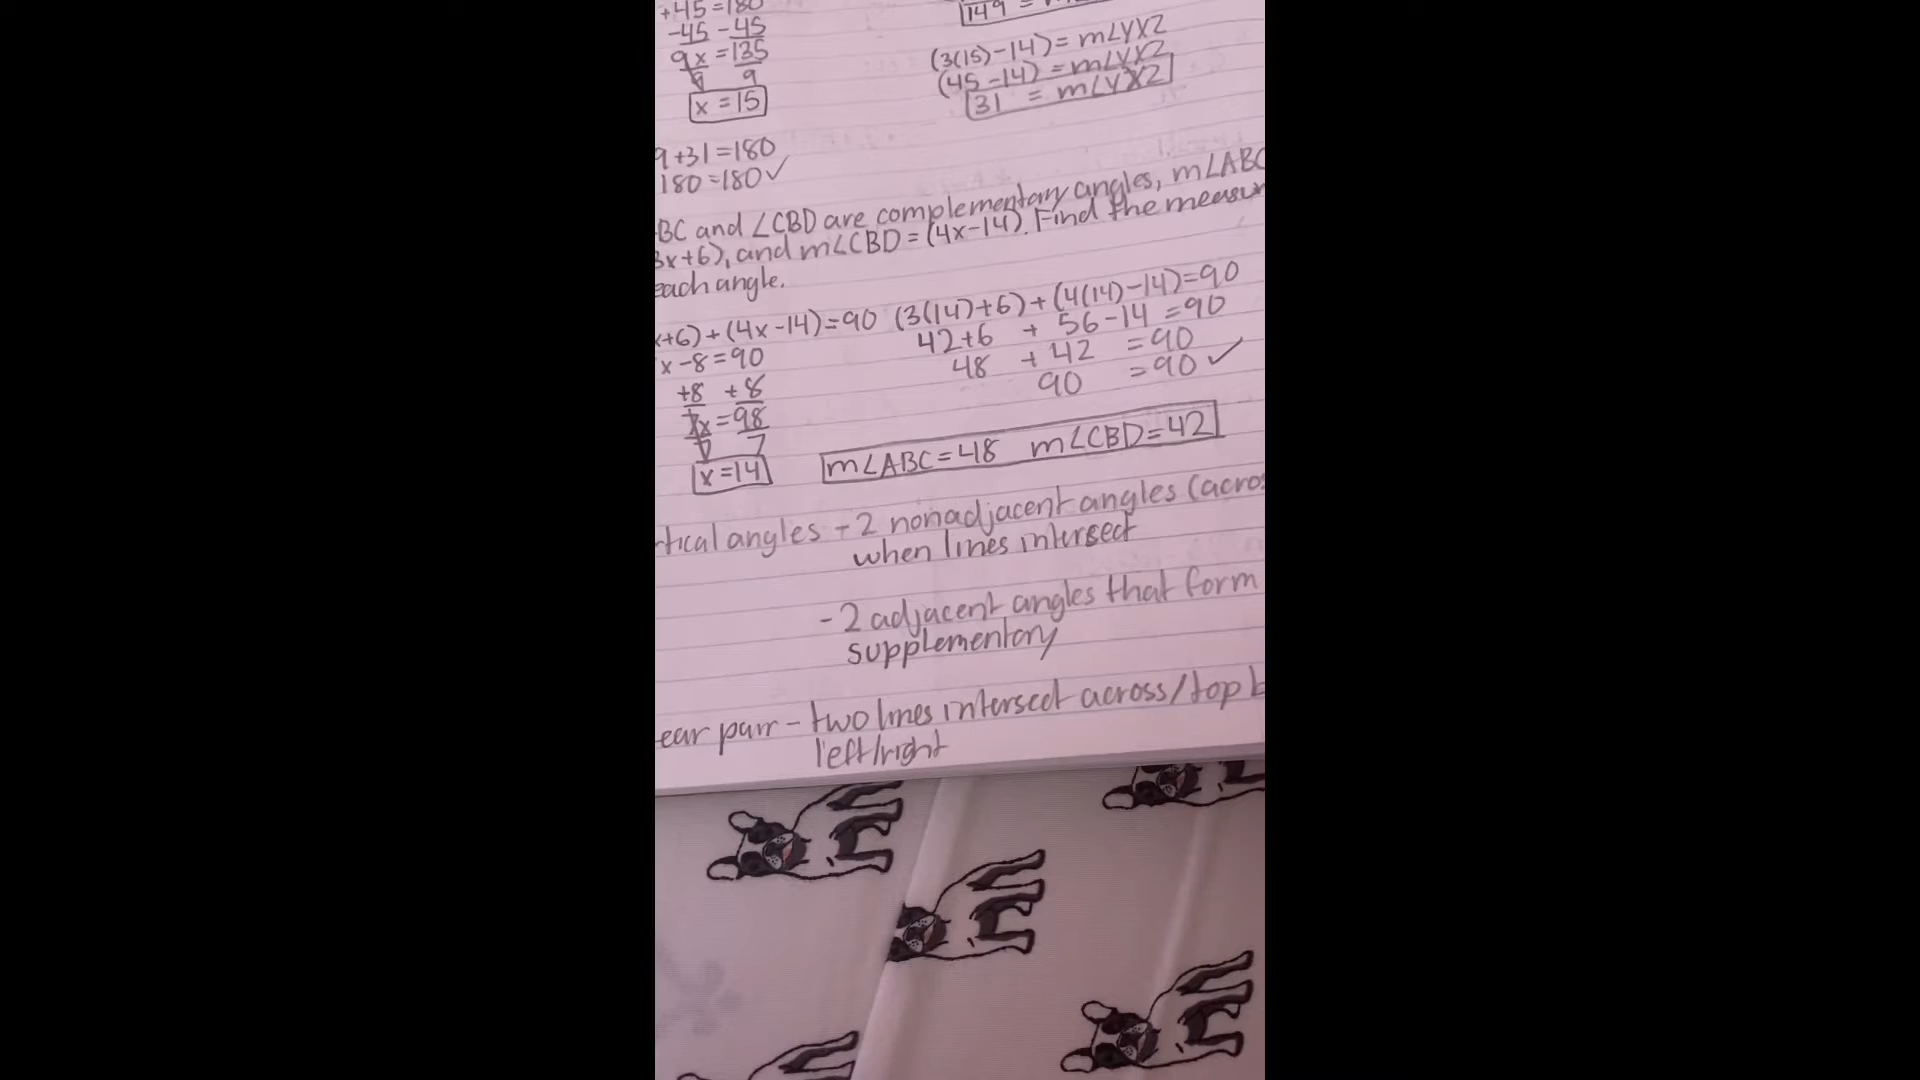 +45=180
149 =
-45 -45
(3(15)-14)=m∠YXZ
9x=135
9 9
(45-14) =m∠YXZ
x=15
31 = m∠YXZ
9+31=180
180=180✓
BC and ∠CBD are complementary angles, m∠ABC
3x+6), and m∠CBD=(4x-14). Find the measur
each angle.
x+6)+(4x-14)=90 (3(14)+6)+(4(14)-14)=90
x-8=90 42+6 + 56-14 =90
+8 +8 48 + 42 =90
7x=98 90 =90✓
7 7
x=14 m∠ABC=48 m∠CBD=42
tical angles - 2 nonadjacent angles (acros
when lines intersect
- 2 adjacent angles that form
supplementary
ear pair - two lines intersect across/top b
left/right